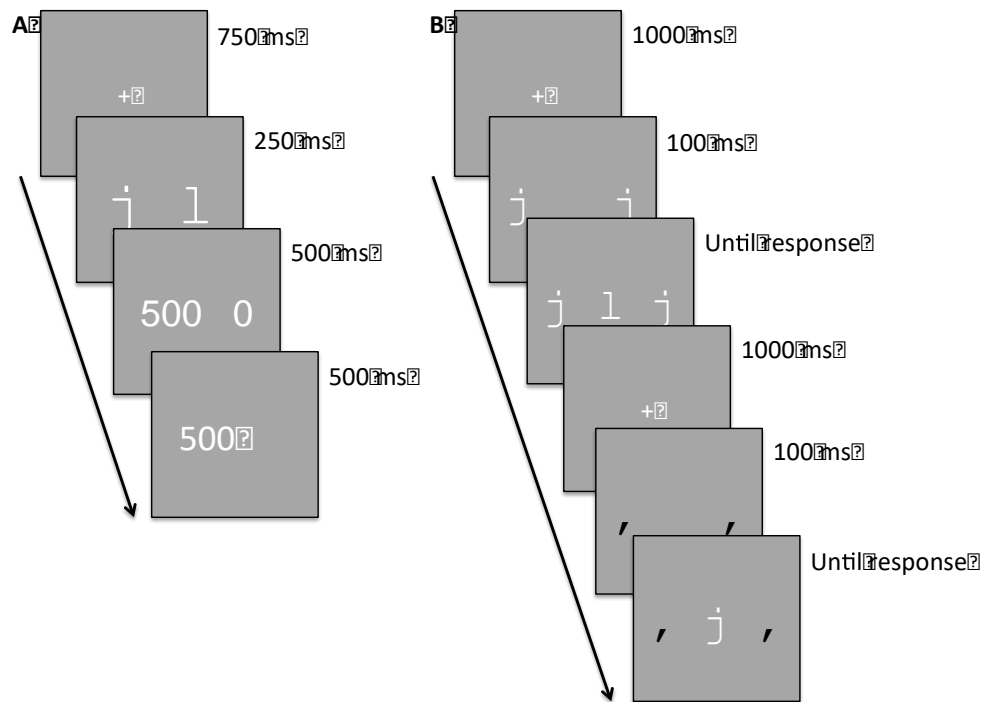 A�
750�ms�
+�
250�ms�
j l
500�ms�
500 0
500�ms�
500�
B�
1000�ms�
+�
100�ms�
j j
Until�response�
j l j
1000�ms�
+�
100�ms�
, ,
Until�response�
, j ,